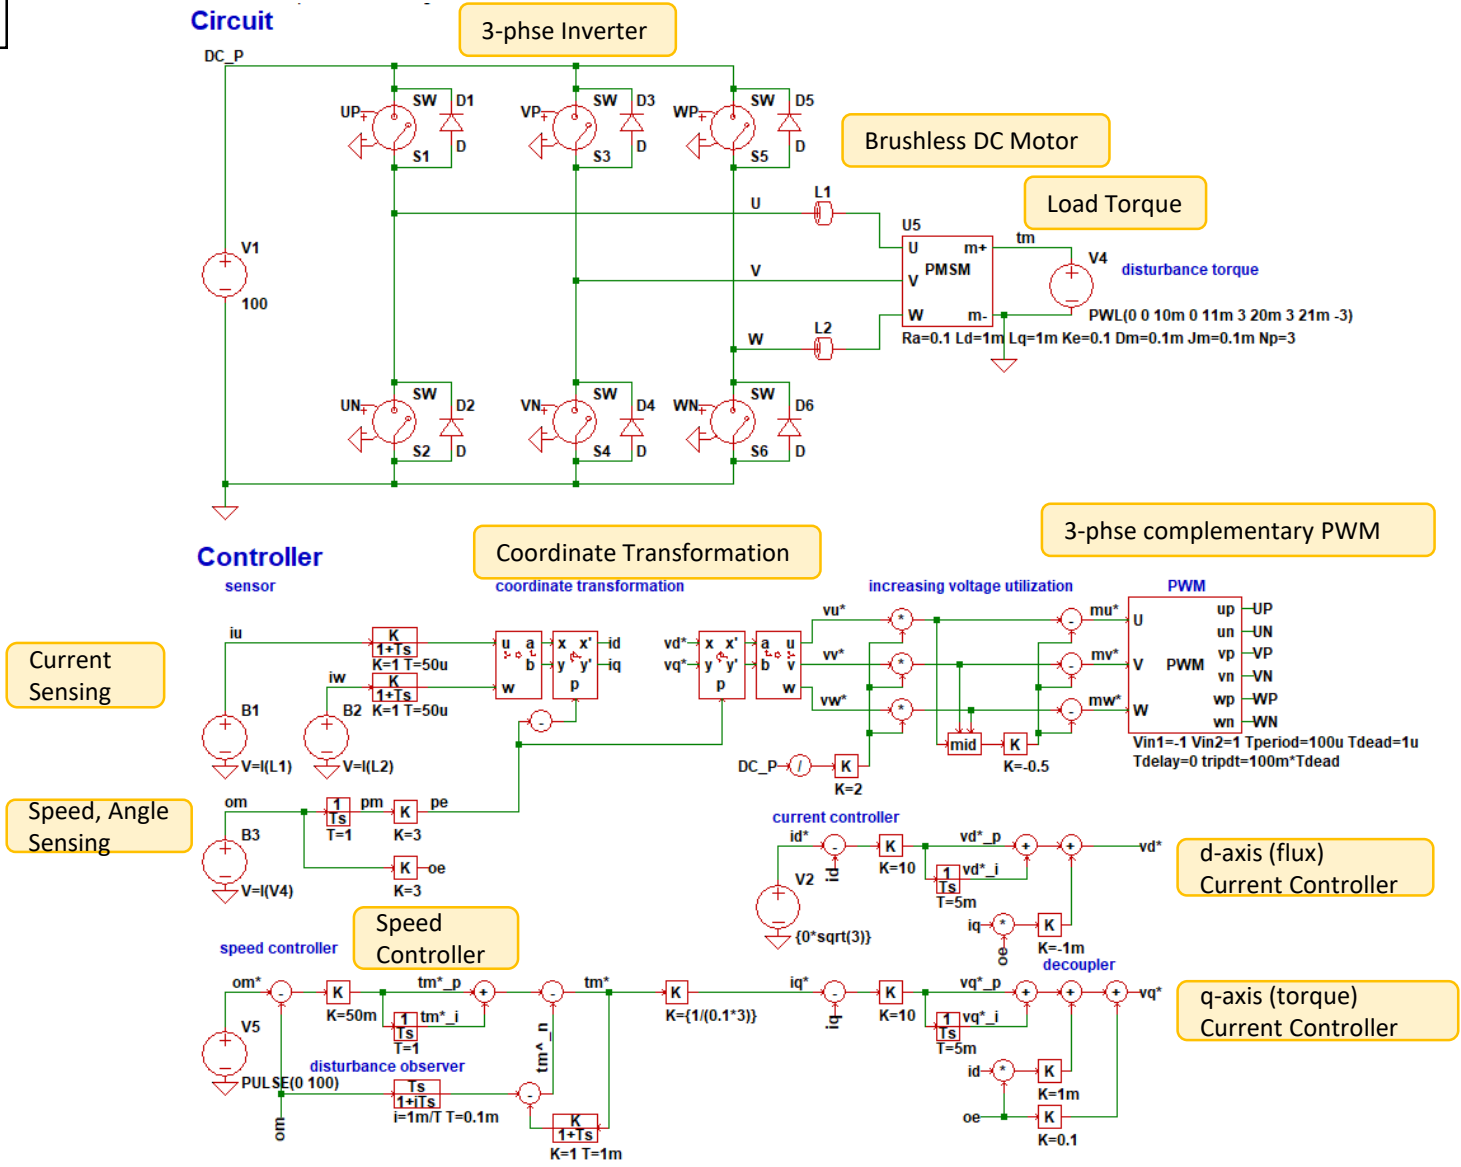 Circuit
3-phse Inverter
DC_P
UP
SW
D1
D
S1
VP
SW
D3
D
S3
WP
SW
D5
D
S5
Brushless DC Motor
Load Torque
V1
100
U
L1
V
W
L2
U5
U
m+
V
PMSM
W
m-
tm
V4
disturbance torque
PWL(0 0 10m 0 11m 3 20m 3 21m -3)
Ra=0.1 Ld=1m Lq=1m Ke=0.1 Dm=0.1m Jm=0.1m Np=3
UN
SW
D2
D
S2
VN
SW
D4
D
S4
WN
SW
D6
D
S6
Controller
Coordinate Transformation
3-phse complementary PWM
sensor
coordinate transformation
increasing voltage utilization
PWM
Current
Sensing
iu
K
1+Ts
K=1 T=50u
iw
K
1+Ts
K=1 T=50u
B1
V=I(L1)
B2
V=I(L2)
u a
b
w
x x'
y y'
p
id
iq
vd*
vq*
x x'
y y'
p
a u
b v
w
vu*
vv*
vw*
mid
K
K=-0.5
DC_P
K
K=2
mu*
mv*
mw*
U
V
W
PWM
up
un
vp
vn
wp
wn
UP
UN
VP
VN
WP
WN
Vin1=-1 Vin2=1 Tperiod=100u Tdead=1u
Tdelay=0 tripdt=100m*Tdead
Speed, Angle
Sensing
om
B3
V=I(V4)
1
Ts
T=1
pm
K
K=3
pe
K
K=3
oe
current controller
id*
V2
{0*sqrt(3)}
id
K
K=10
vd*_p
1
Ts
T=5m
vd*_i
vd*
iq
oe
K
K=-1m
decoupler
d-axis (flux)
Current Controller
Speed
Controller
speed controller
om*
V5
PULSE(0 100)
om
K
K=50m
tm*_p
1
Ts
T=1
tm*_i
tm*
disturbance observer
Ts
1+iTs
i=1m/T T=0.1m
tm^_n
K
1+Ts
K=1 T=1m
K
K={1/(0.1*3)}
iq*
iq
K
K=10
vq*_p
1
Ts
T=5m
vq*_i
vq*
id
K
K=1m
oe
K
K=0.1
q-axis (torque)
Current Controller